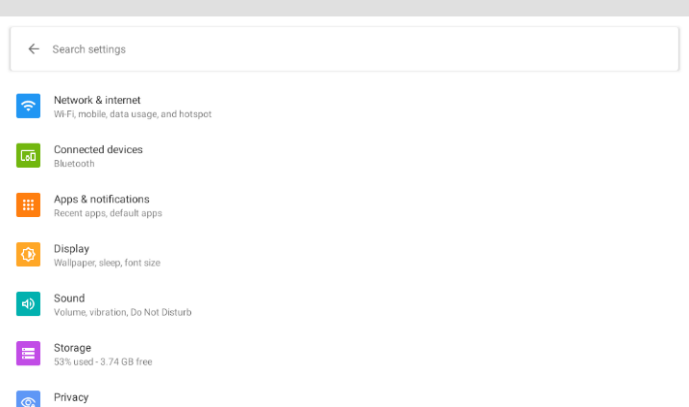 Search settings
Network & internet
Wi-Fi, mobile, data usage, and hotspot
Connected devices
Bluetooth
Apps & notifications
Recent apps, default apps
Display
Wallpaper, sleep, font size
Sound
Volume, vibration, Do Not Disturb
Storage
53% used - 3.74 GB free
Privacy